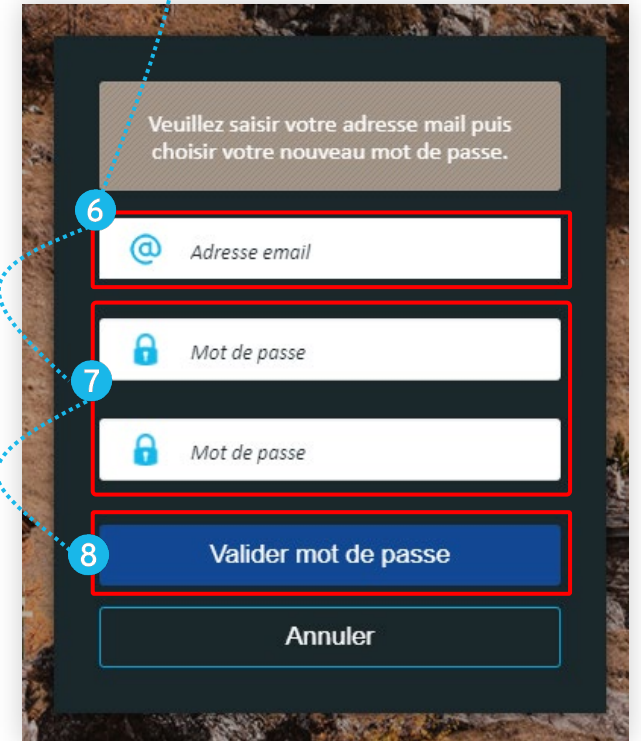 Veuillez saisir votre adresse mail puis
choisir votre nouveau mot de passe.
6
@ Adresse email
7
Mot de passe
Mot de passe
8
Valider mot de passe
Annuler